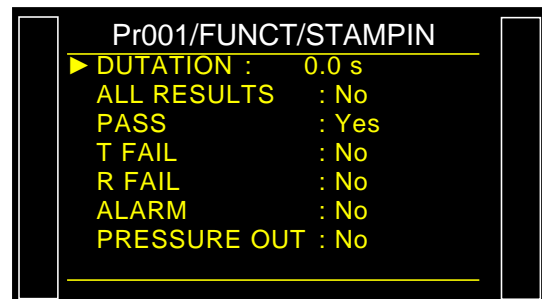 Pr001/FUNCT/STAMPIN
► DUTATION : 0.0 s
ALL RESULTS : No
PASS : Yes
T FAIL : No
R FAIL : No
ALARM : No
PRESSURE OUT : No